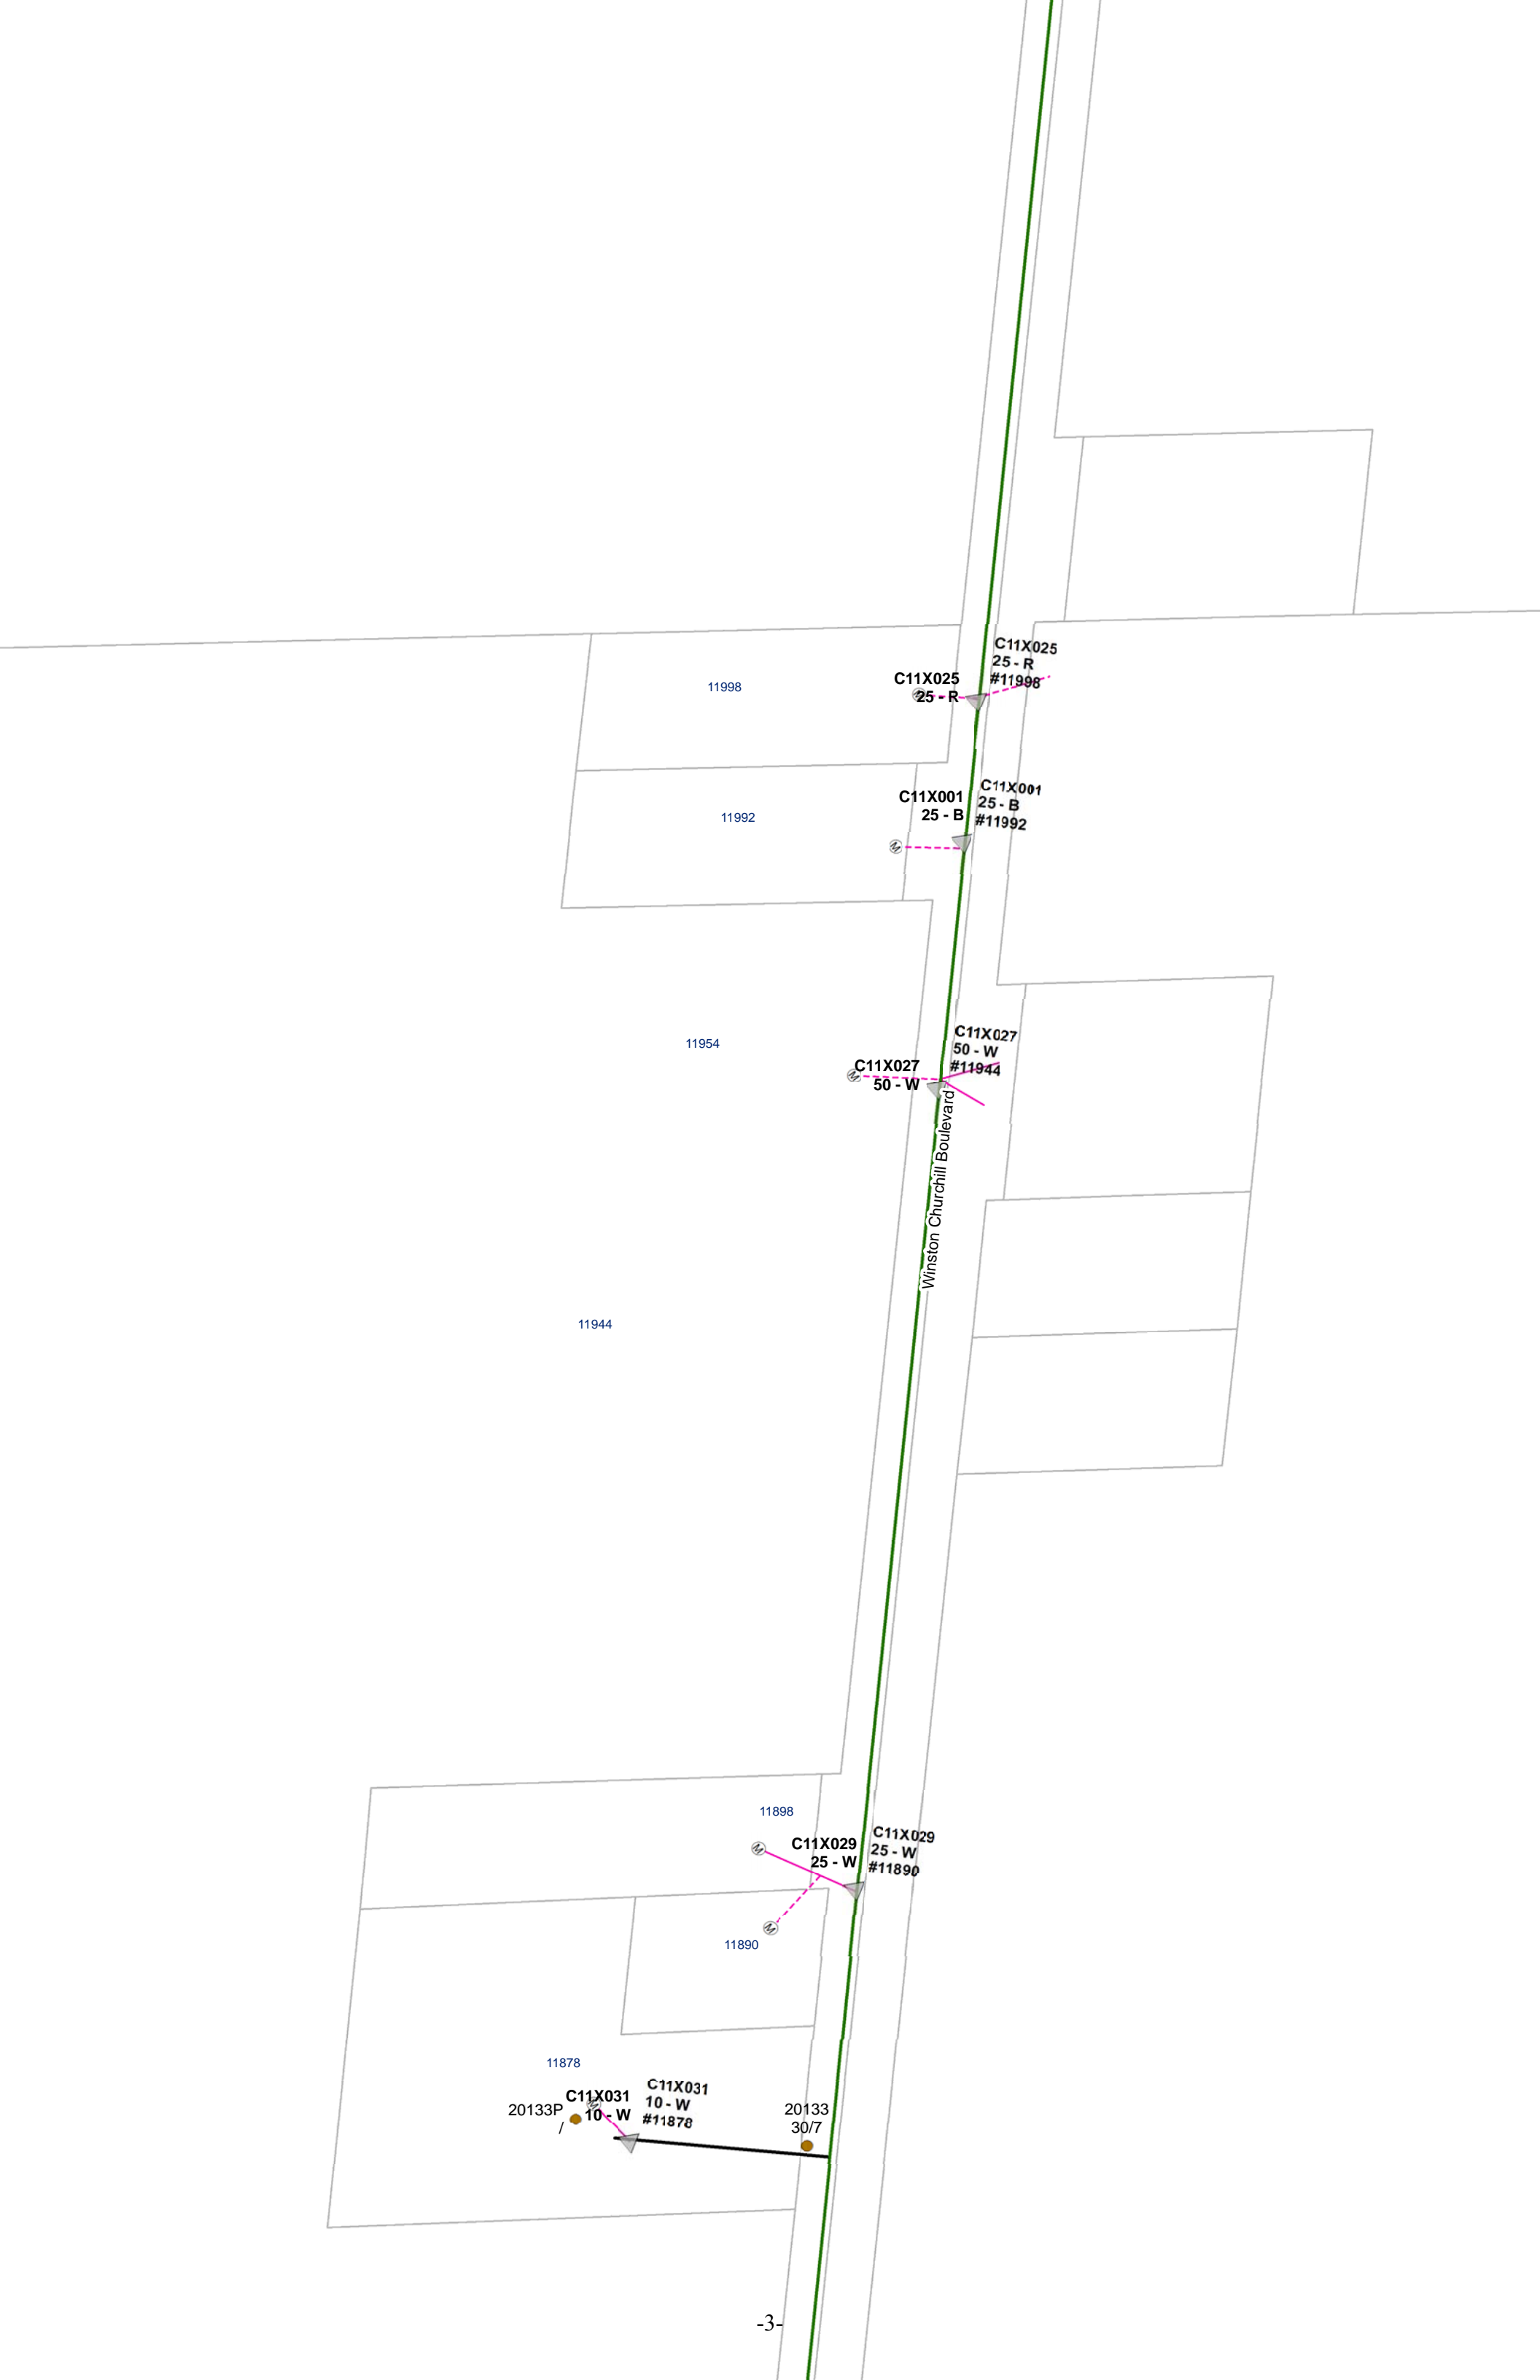 C11X025
25 - R
#11998
C11X025
25 - R
M
11998
C11X001
25 - B
#11992
C11X001
25 - B
11992
M
C11X027
50 - W
#11944
11954
C11X027
50 - W
M
Winston Churchill Boulevard
11944
11898
C11X029
25 - W
#11890
C11X029
25 - W
M
M
11890
11878
C11X031
10 - W
#11878
C11X031
10 - W
M
20133P
/
20133
30/7
-3-